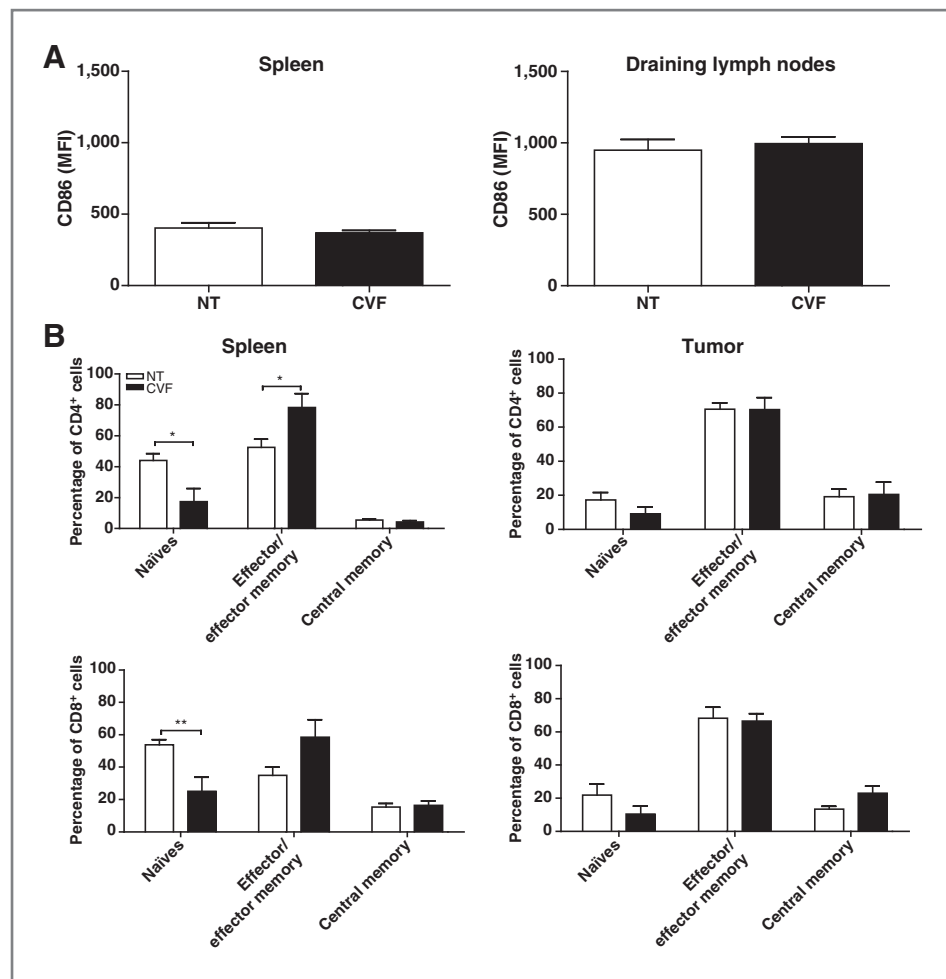 A
Spleen
Draining lymph nodes
CD86 (MFI)
1,500
1,000
500
0
NT
CVF
CD86 (MFI)
1,500
1,000
500
0
NT
CVF
B
Spleen
Tumor
Percentage of CD4⁺ cells
100
80
60
40
20
0
NT
CVF
*
*
Naïves
Effector/
effector memory
Central memory
Percentage of CD4⁺ cells
100
80
60
40
20
0
Naïves
Effector/
effector memory
Central memory
Percentage of CD8⁺ cells
100
80
60
40
20
0
**
Naïves
Effector/
effector memory
Central memory
Percentage of CD8⁺ cells
100
80
60
40
20
0
Naïves
Effector/
effector memory
Central memory